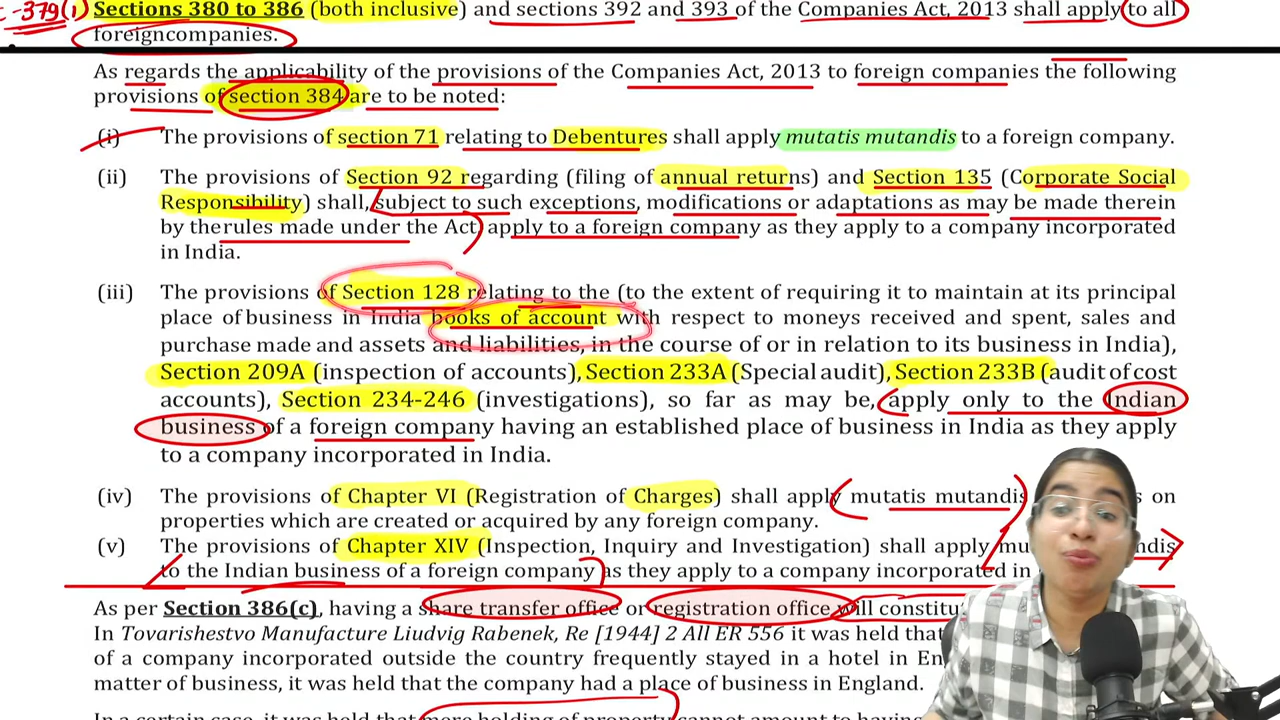 c-379(1) Sections 380 to 386 (both inclusive) and sections 392 and 393 of the Companies Act, 2013 shall apply to all
foreigncompanies.
As regards the applicability of the provisions of the Companies Act, 2013 to foreign companies the following
provisions of section 384 are to be noted:
(i) The provisions of section 71 relating to Debentures shall apply mutatis mutandis to a foreign company.
(ii) The provisions of Section 92 regarding (filing of annual returns) and Section 135 (Corporate Social
Responsibility) shall, subject to such exceptions, modifications or adaptations as may be made therein
by therules made under the Act, apply to a foreign company as they apply to a company incorporated
in India.
(iii) The provisions of Section 128 relating to the (to the extent of requiring it to maintain at its principal
place of business in India books of account with respect to moneys received and spent, sales and
purchase made and assets and liabilities, in the course of or in relation to its business in India),
Section 209A (inspection of accounts), Section 233A (Special audit), Section 233B (audit of cost
accounts), Section 234-246 (investigations), so far as may be, apply only to the Indian
business of a foreign company having an established place of business in India as they apply
to a company incorporated in India.
(iv) The provisions of Chapter VI (Registration of Charges) shall apply mutatis mutandis on
properties which are created or acquired by any foreign company.
(v) The provisions of Chapter XIV (Inspection, Inquiry and Investigation) shall apply
to the Indian business of a foreign company as they apply to a company incorporated in
As per Section 386(c), having a share transfer office or registration office will
In Tovarishestvo Manufacture Liudvig Rabenek, Re [1944] 2 All ER 556 it was held that
of a company incorporated outside the country frequently stayed in a hotel in
matter of business, it was held that the company had a place of business in England.
In a certain case, it was held that mere holding of property cannot amount to having